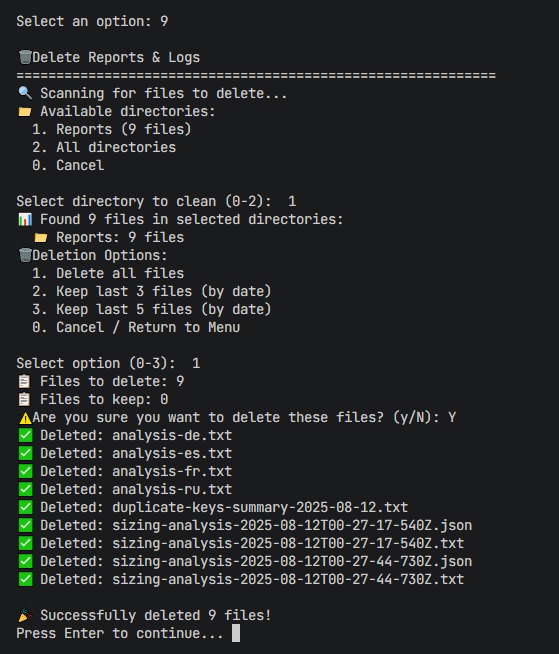 Select an option: 9
🗑️Delete Reports & Logs
============================================================
🔍 Scanning for files to delete...
📂 Available directories:
1. Reports (9 files)
2. All directories
0. Cancel
Select directory to clean (0-2):  1
📊 Found 9 files in selected directories:
📂 Reports: 9 files
🗑️Deletion Options:
1. Delete all files
2. Keep last 3 files (by date)
3. Keep last 5 files (by date)
0. Cancel / Return to Menu
Select option (0-3):  1
📋 Files to delete: 9
📋 Files to keep: 0
⚠️Are you sure you want to delete these files? (y/N): Y
✅ Deleted: analysis-de.txt
✅ Deleted: analysis-es.txt
✅ Deleted: analysis-fr.txt
✅ Deleted: analysis-ru.txt
✅ Deleted: duplicate-keys-summary-2025-08-12.txt
✅ Deleted: sizing-analysis-2025-08-12T00-27-17-540Z.json
✅ Deleted: sizing-analysis-2025-08-12T00-27-17-540Z.txt
✅ Deleted: sizing-analysis-2025-08-12T00-27-44-730Z.json
✅ Deleted: sizing-analysis-2025-08-12T00-27-44-730Z.txt
🎉 Successfully deleted 9 files!
Press Enter to continue...